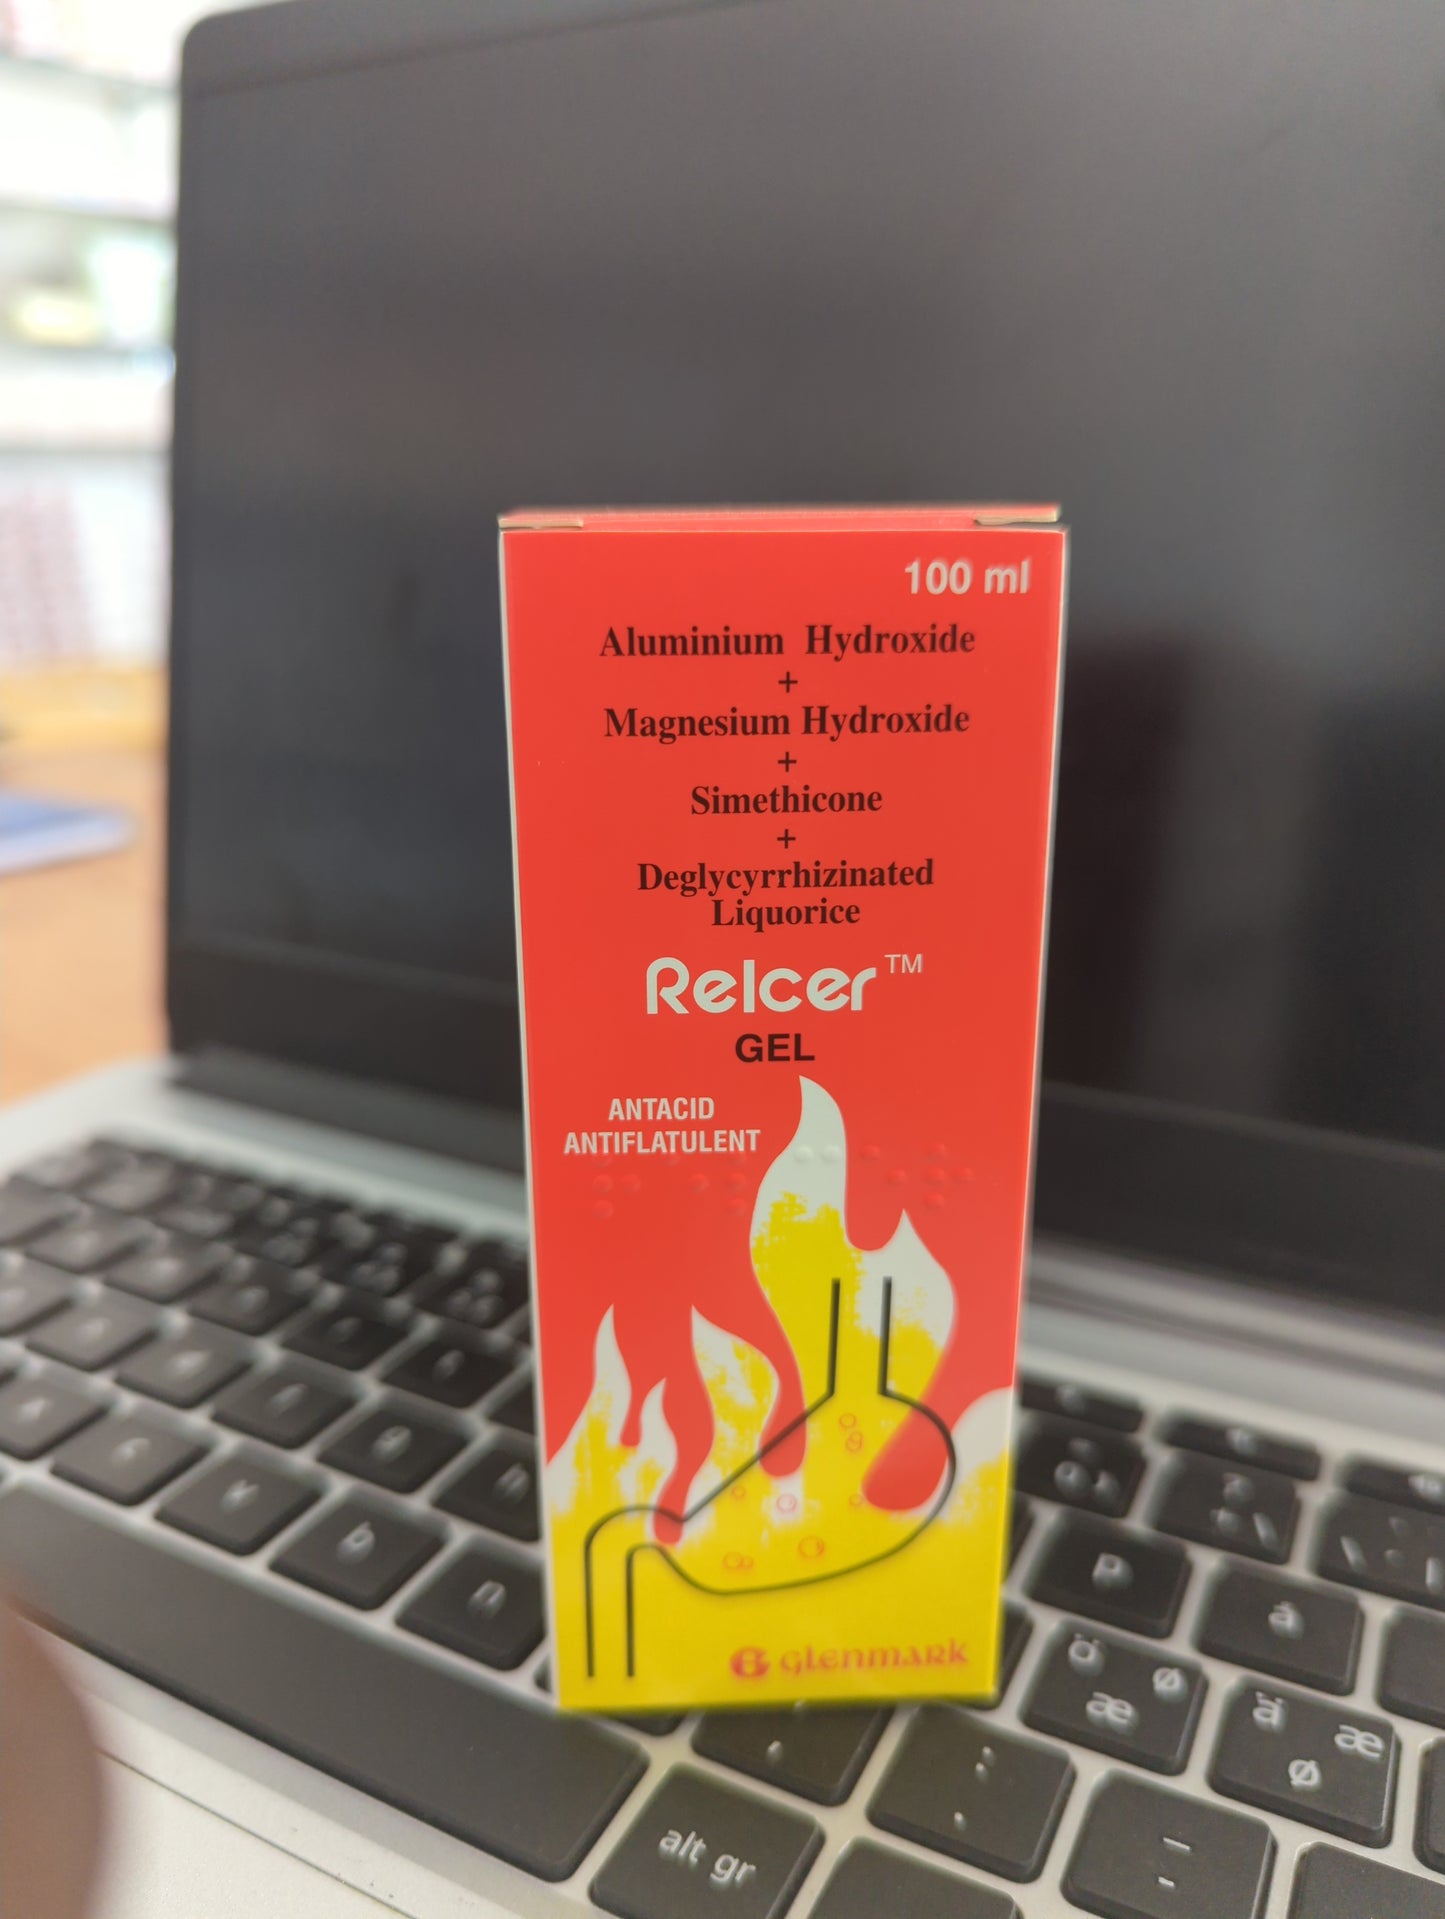 100 ml
Aluminium Hydroxide
+
Magnesium Hydroxide
+
Simethicone
+
Deglycyrrhizinated
Liquorice
Relcer™
GEL
ANTACID
ANTIFLATULENT
G Glenmark
b
n
p
å
ö ø
æ
ä æ
ø
alt gr